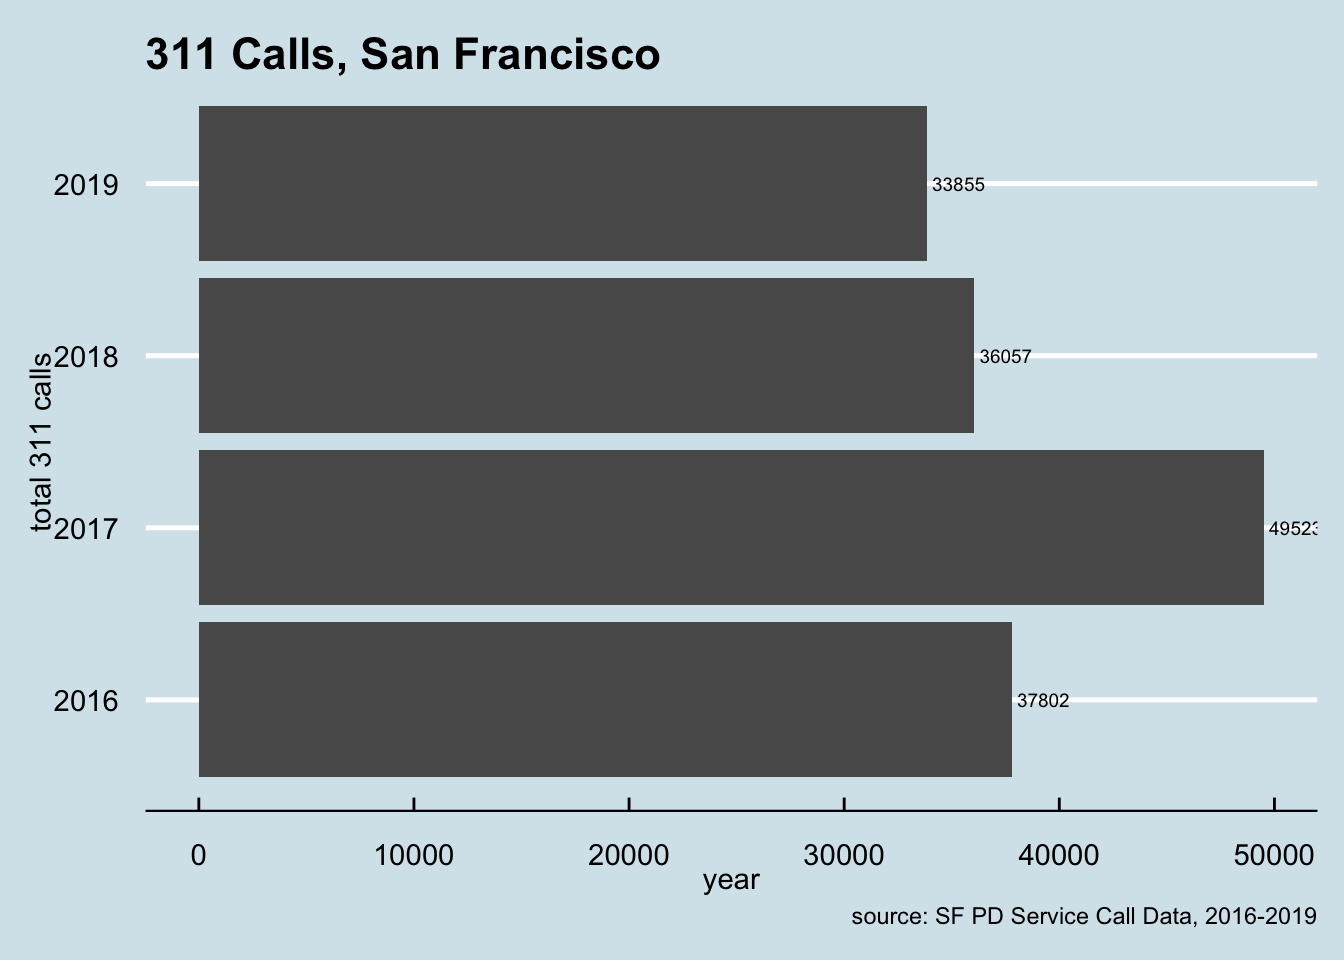 311 Calls, San Francisco
2019
33855
2018
36057
total 311 calls
2017
49523
2016
37802
0 10000 20000 30000 40000 50000
year
source: SF PD Service Call Data, 2016-2019